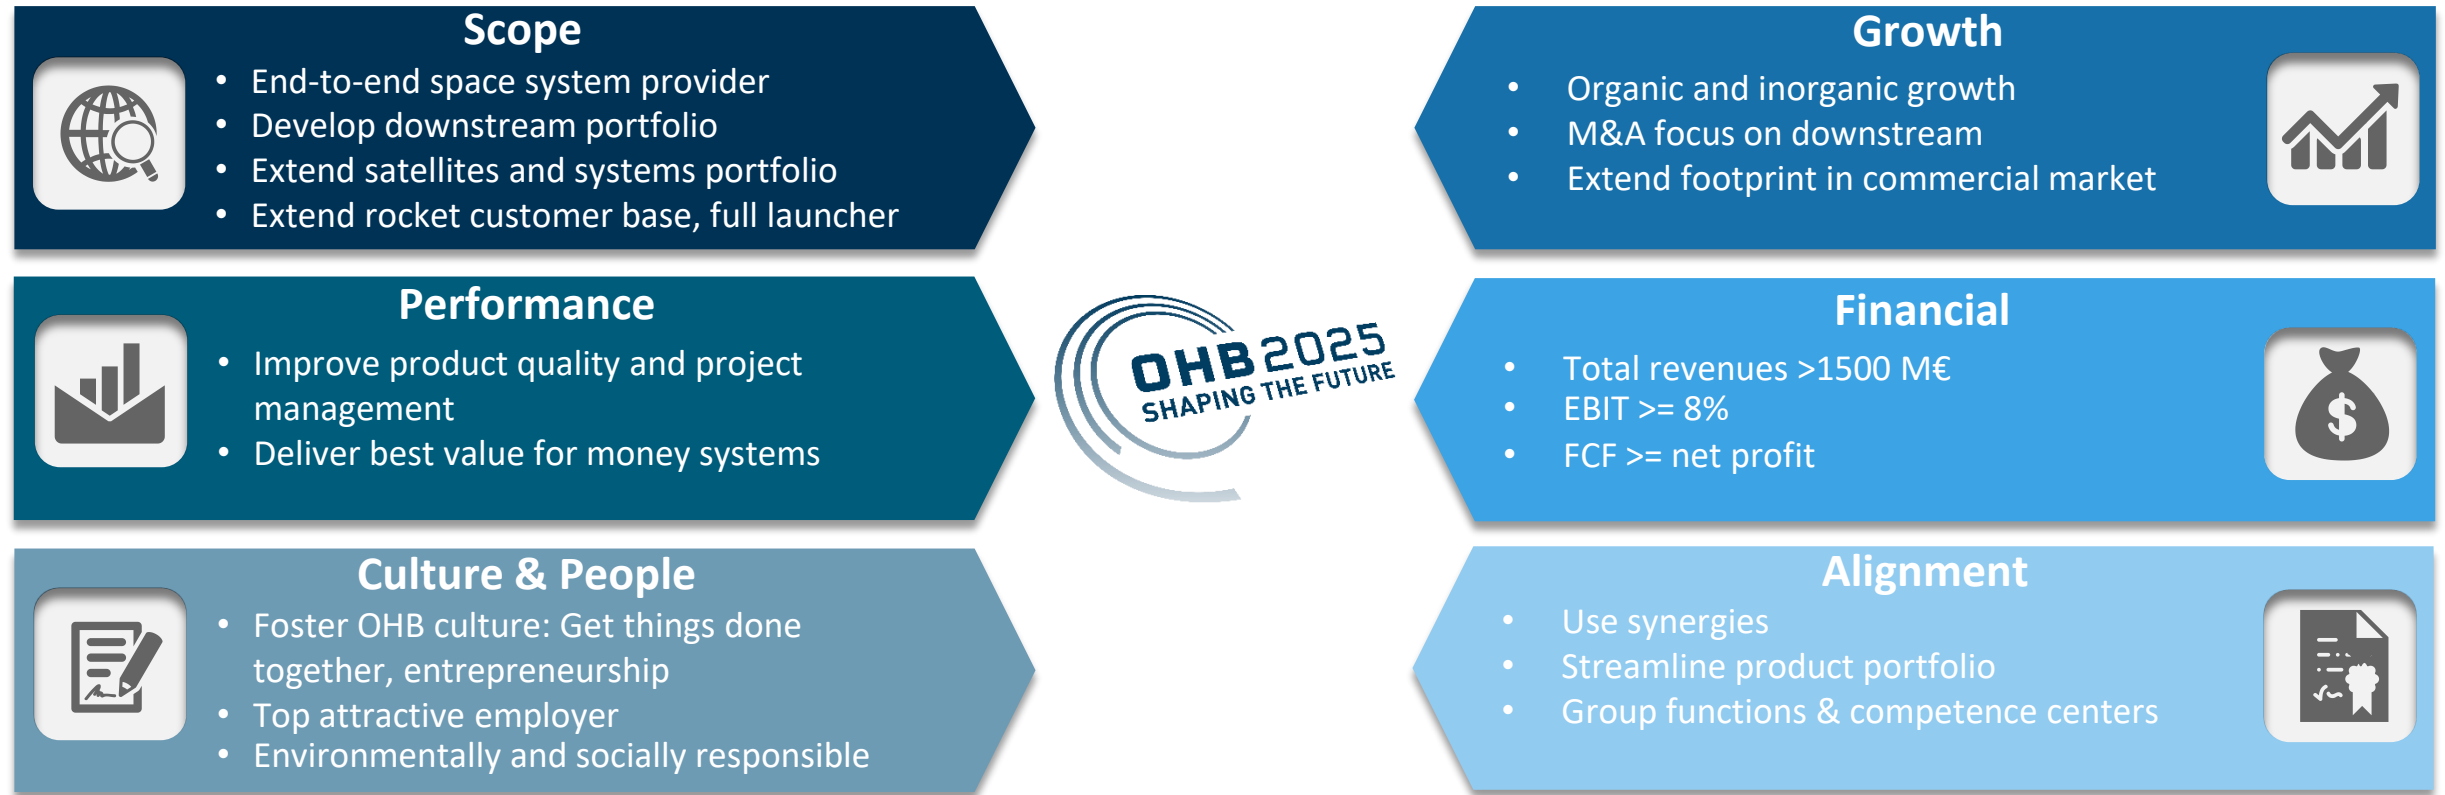 Scope
• End-to-end space system provider
• Develop downstream portfolio
• Extend satellites and systems portfolio
• Extend rocket customer base, full launcher
Growth
• Organic and inorganic growth
• M&A focus on downstream
• Extend footprint in commercial market
Performance
• Improve product quality and project
management
• Deliver best value for money systems
OHB 2025
SHAPING THE FUTURE
Financial
• Total revenues >1500 M€
• EBIT >= 8%
• FCF >= net profit
$
Culture & People
• Foster OHB culture: Get things done
together, entrepreneurship
• Top attractive employer
• Environmentally and socially responsible
Alignment
• Use synergies
• Streamline product portfolio
• Group functions & competence centers